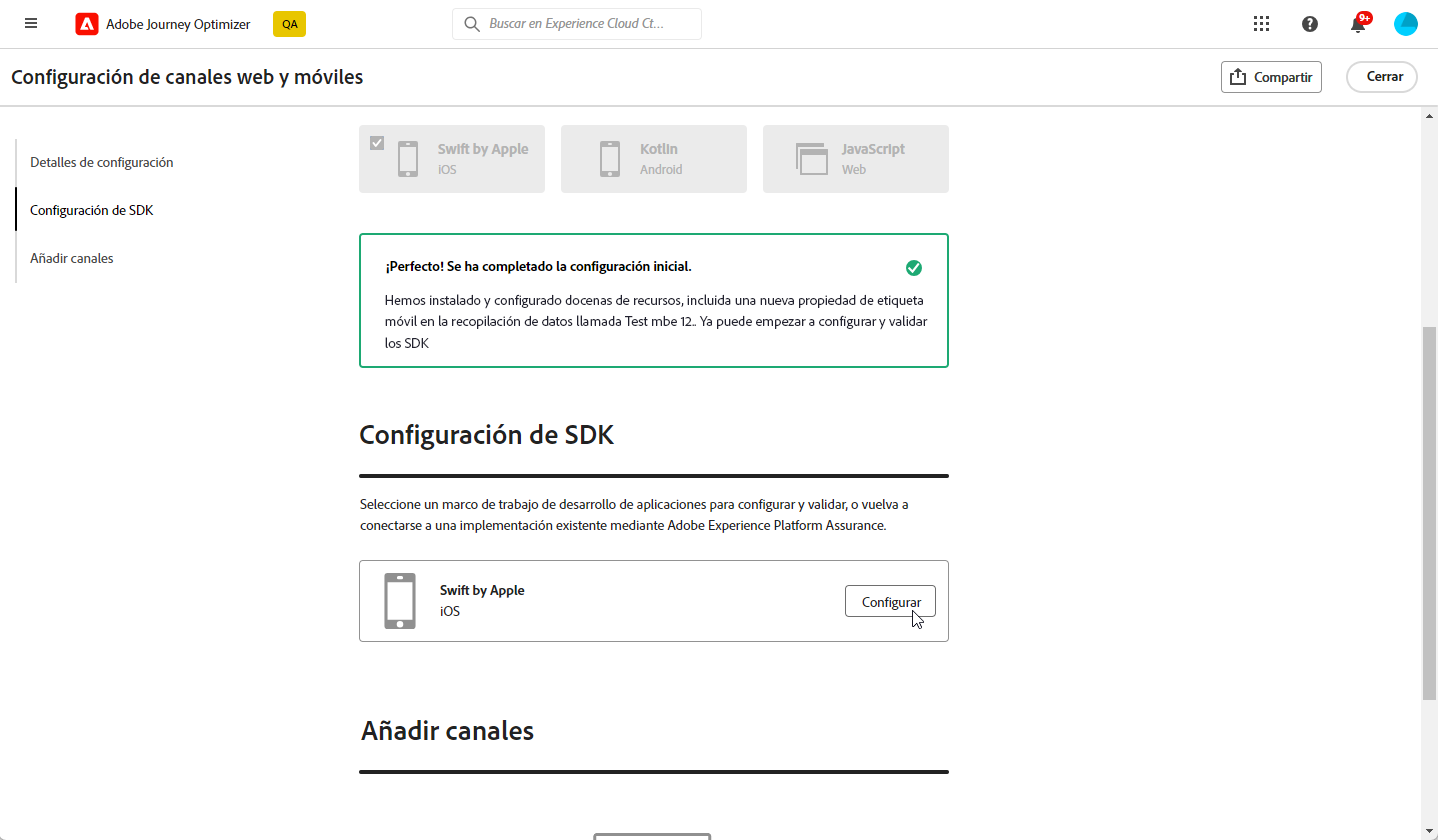 Adobe Journey Optimizer
QA
Buscar en Experience Cloud Ct...
9+
Configuración de canales web y móviles
Compartir
Cerrar
Detalles de configuración
Configuración de SDK
Añadir canales
Swift by Apple
iOS
Kotlin
Android
JavaScript
Web
¡Perfecto! Se ha completado la configuración inicial.
Hemos instalado y configurado docenas de recursos, incluida una nueva propiedad de etiqueta
móvil en la recopilación de datos llamada Test mbe 12.. Ya puede empezar a configurar y validar
los SDK
Configuración de SDK
Seleccione un marco de trabajo de desarrollo de aplicaciones para configurar y validar, o vuelva a
conectarse a una implementación existente mediante Adobe Experience Platform Assurance.
Swift by Apple
iOS
Configurar
Añadir canales